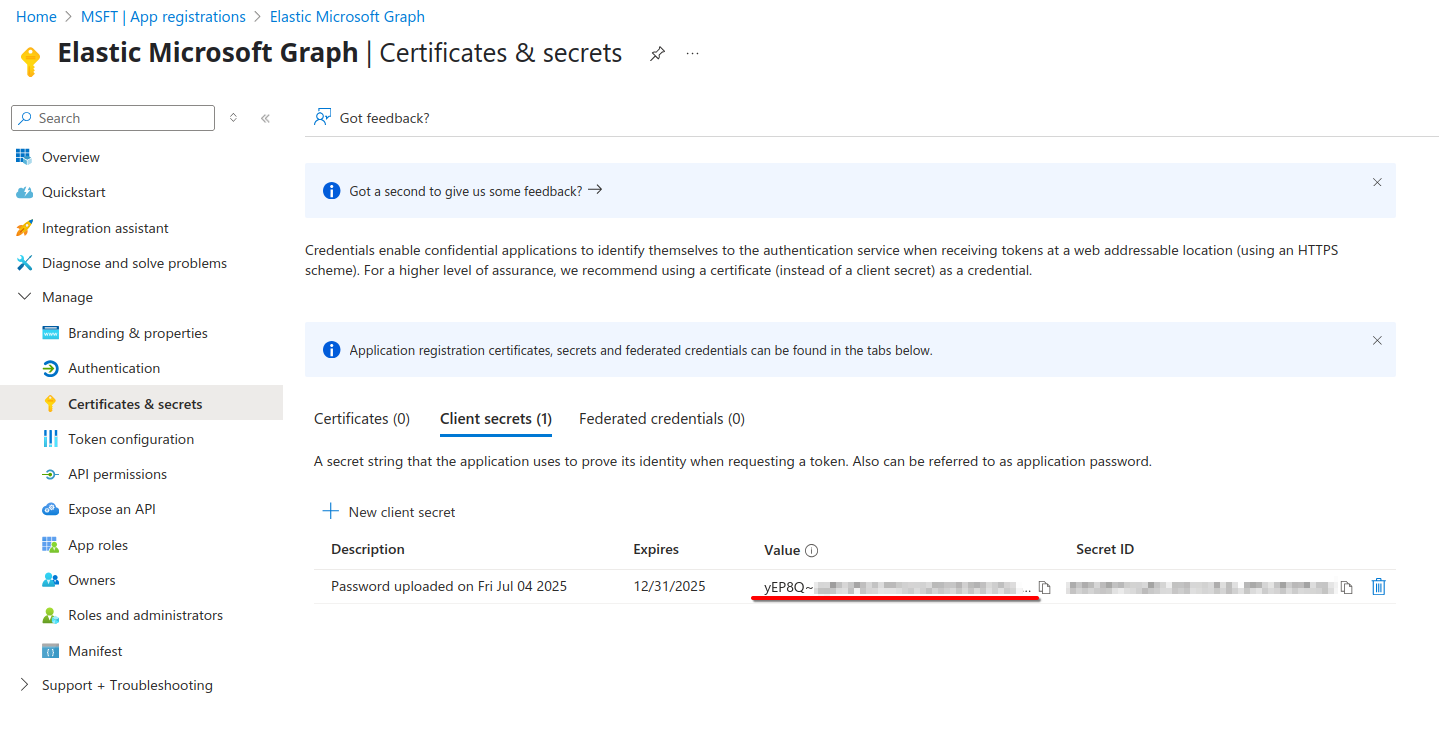 Home > MSFT | App registrations > Elastic Microsoft Graph
Elastic Microsoft Graph | Certificates & secrets
Search
Got feedback?
Overview
Quickstart
Integration assistant
Diagnose and solve problems
Manage
Branding & properties
Authentication
Certificates & secrets
Token configuration
API permissions
Expose an API
App roles
Owners
Roles and administrators
Manifest
Support + Troubleshooting
Got a second to give us some feedback?
Credentials enable confidential applications to identify themselves to the authentication service when receiving tokens at a web addressable location (using an HTTPS
scheme). For a higher level of assurance, we recommend using a certificate (instead of a client secret) as a credential.
Application registration certificates, secrets and federated credentials can be found in the tabs below.
Certificates (0) Client secrets (1) Federated credentials (0)
A secret string that the application uses to prove its identity when requesting a token. Also can be referred to as application password.
New client secret
Description Expires Value Secret ID
Password uploaded on Fri Jul 04 2025 12/31/2025 yEP8Q~ ...